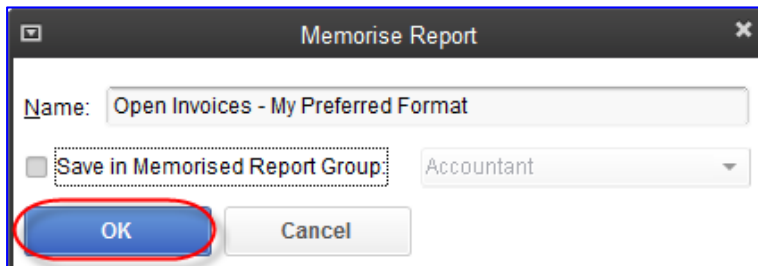 Memorise Report
Name: Open Invoices - My Preferred Format
Save in Memorised Report Group: Accountant
OK Cancel